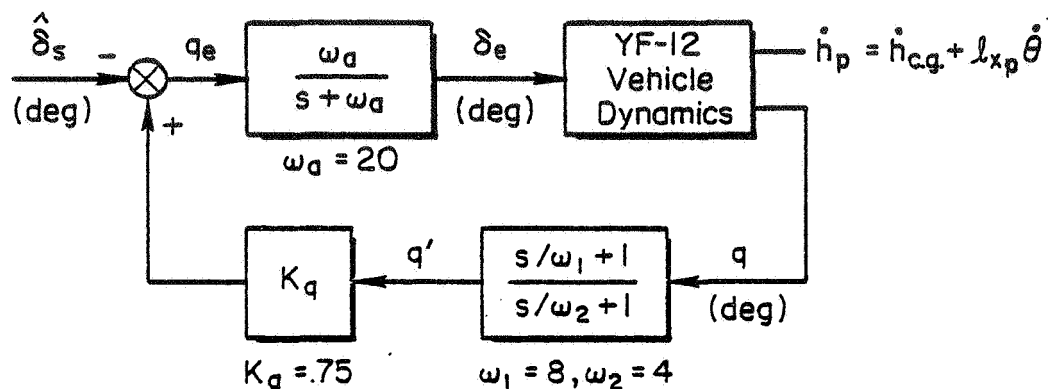 δ̂s
(deg)
−
+
qe
ωa
s + ωa
ωa = 20
δe
(deg)
YF-12
Vehicle
Dynamics
ḣp = ḣc.g. + ℓxp θ̇
Kq
Kq = .75
q′
s/ω1 + 1
s/ω2 + 1
ω1 = 8, ω2 = 4
q
(deg)